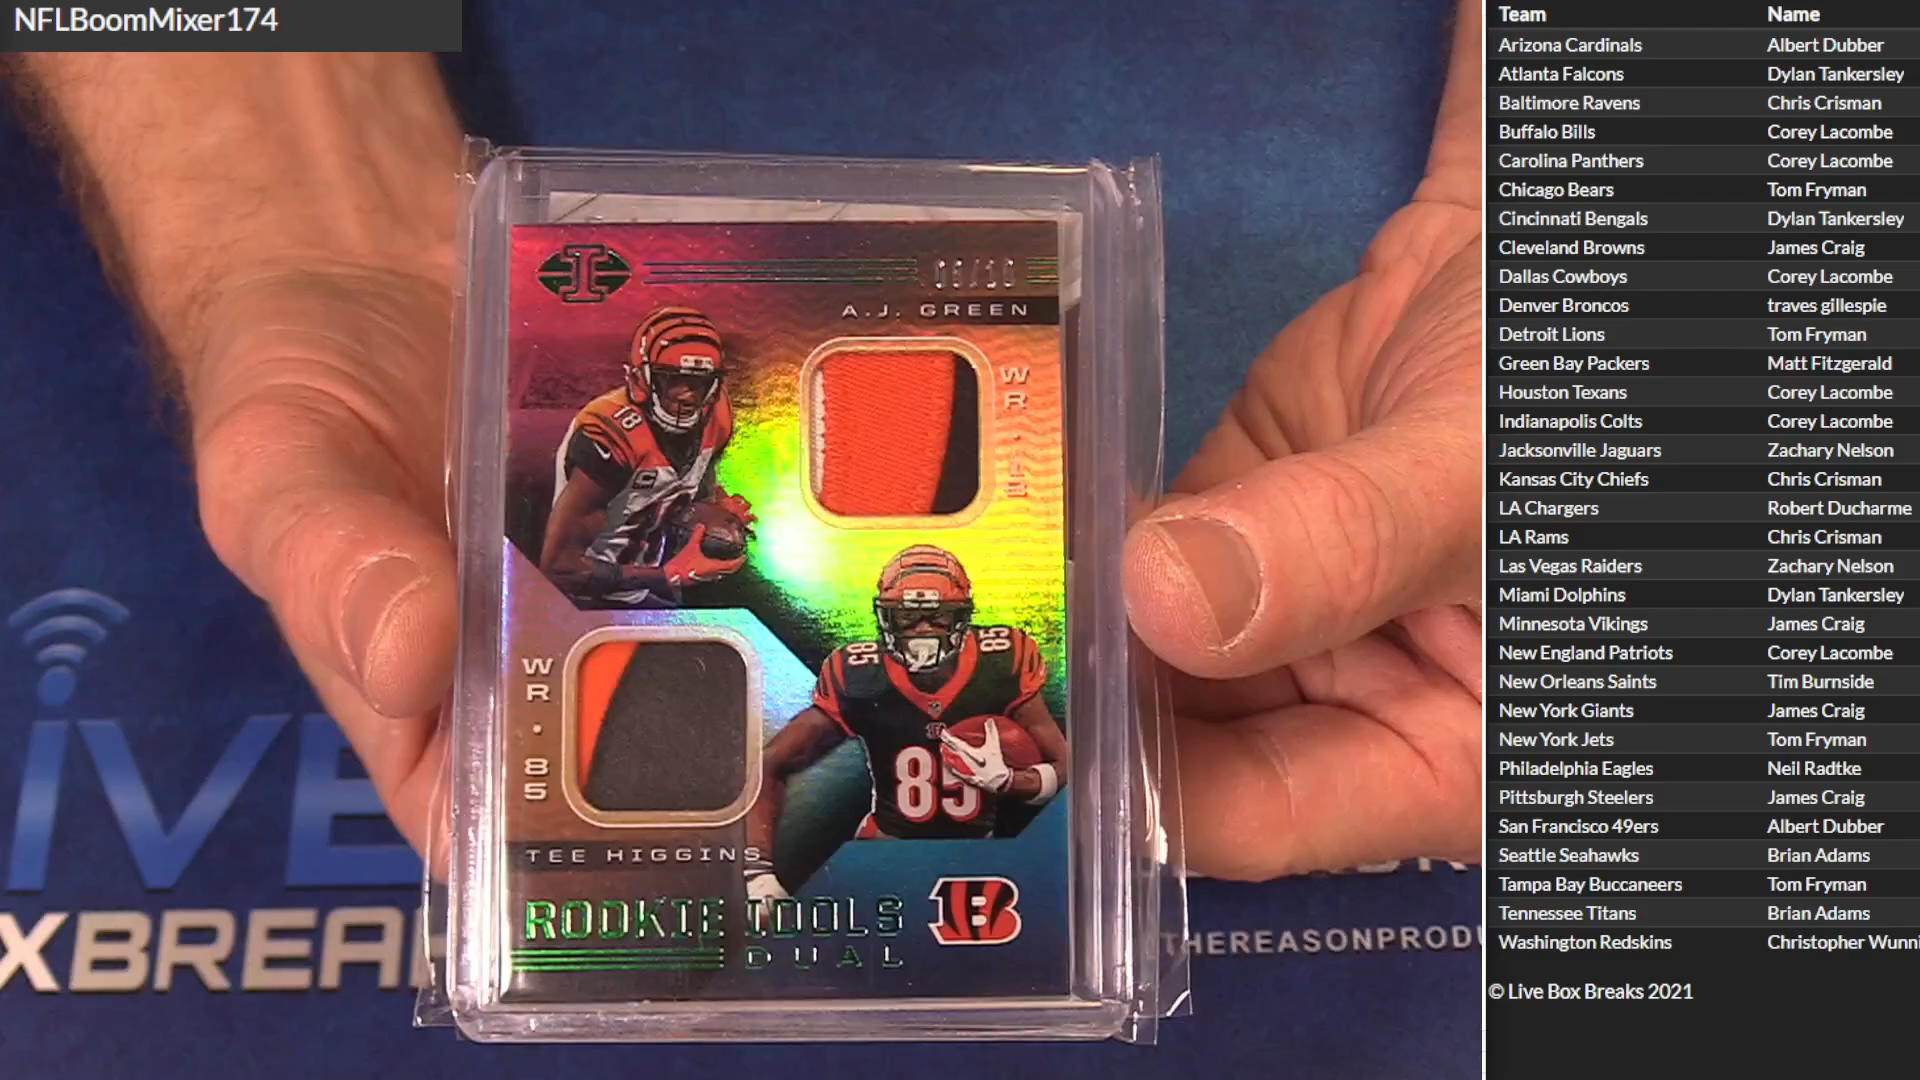 NFLBoomMixer174
A.J. GREEN
WR
18
C
WR · 85
85
85
85
TEE HIGGINS
ROOKIE IDOLS
DUAL
B
LIVE
XBREA
THEREASONPRODU
Team Name
Arizona Cardinals Albert Dubber
Atlanta Falcons Dylan Tankersley
Baltimore Ravens Chris Crisman
Buffalo Bills Corey Lacombe
Carolina Panthers Corey Lacombe
Chicago Bears Tom Fryman
Cincinnati Bengals Dylan Tankersley
Cleveland Browns James Craig
Dallas Cowboys Corey Lacombe
Denver Broncos traves gillespie
Detroit Lions Tom Fryman
Green Bay Packers Matt Fitzgerald
Houston Texans Corey Lacombe
Indianapolis Colts Corey Lacombe
Jacksonville Jaguars Zachary Nelson
Kansas City Chiefs Chris Crisman
LA Chargers Robert Ducharme
LA Rams Chris Crisman
Las Vegas Raiders Zachary Nelson
Miami Dolphins Dylan Tankersley
Minnesota Vikings James Craig
New England Patriots Corey Lacombe
New Orleans Saints Tim Burnside
New York Giants James Craig
New York Jets Tom Fryman
Philadelphia Eagles Neil Radtke
Pittsburgh Steelers James Craig
San Francisco 49ers Albert Dubber
Seattle Seahawks Brian Adams
Tampa Bay Buccaneers Tom Fryman
Tennessee Titans Brian Adams
Washington Redskins Christopher Wunni
© Live Box Breaks 2021